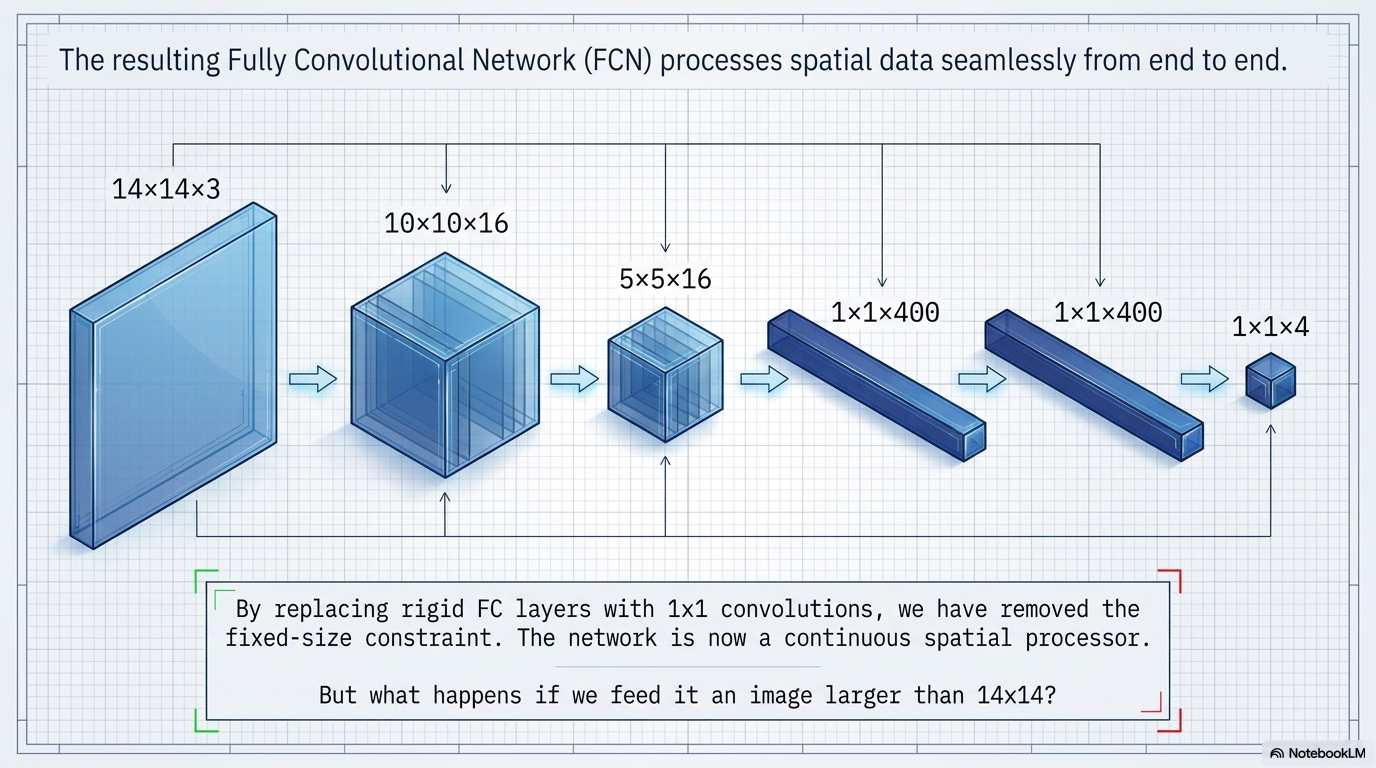 The resulting Fully Convolutional Network (FCN) processes spatial data seamlessly from end to end.
14×14×3
10×10×16
5×5×16
1×1×400
1×1×400
1×1×4
By replacing rigid FC layers with 1x1 convolutions, we have removed the
fixed-size constraint. The network is now a continuous spatial processor.
But what happens if we feed it an image larger than 14x14?
NotebookLM